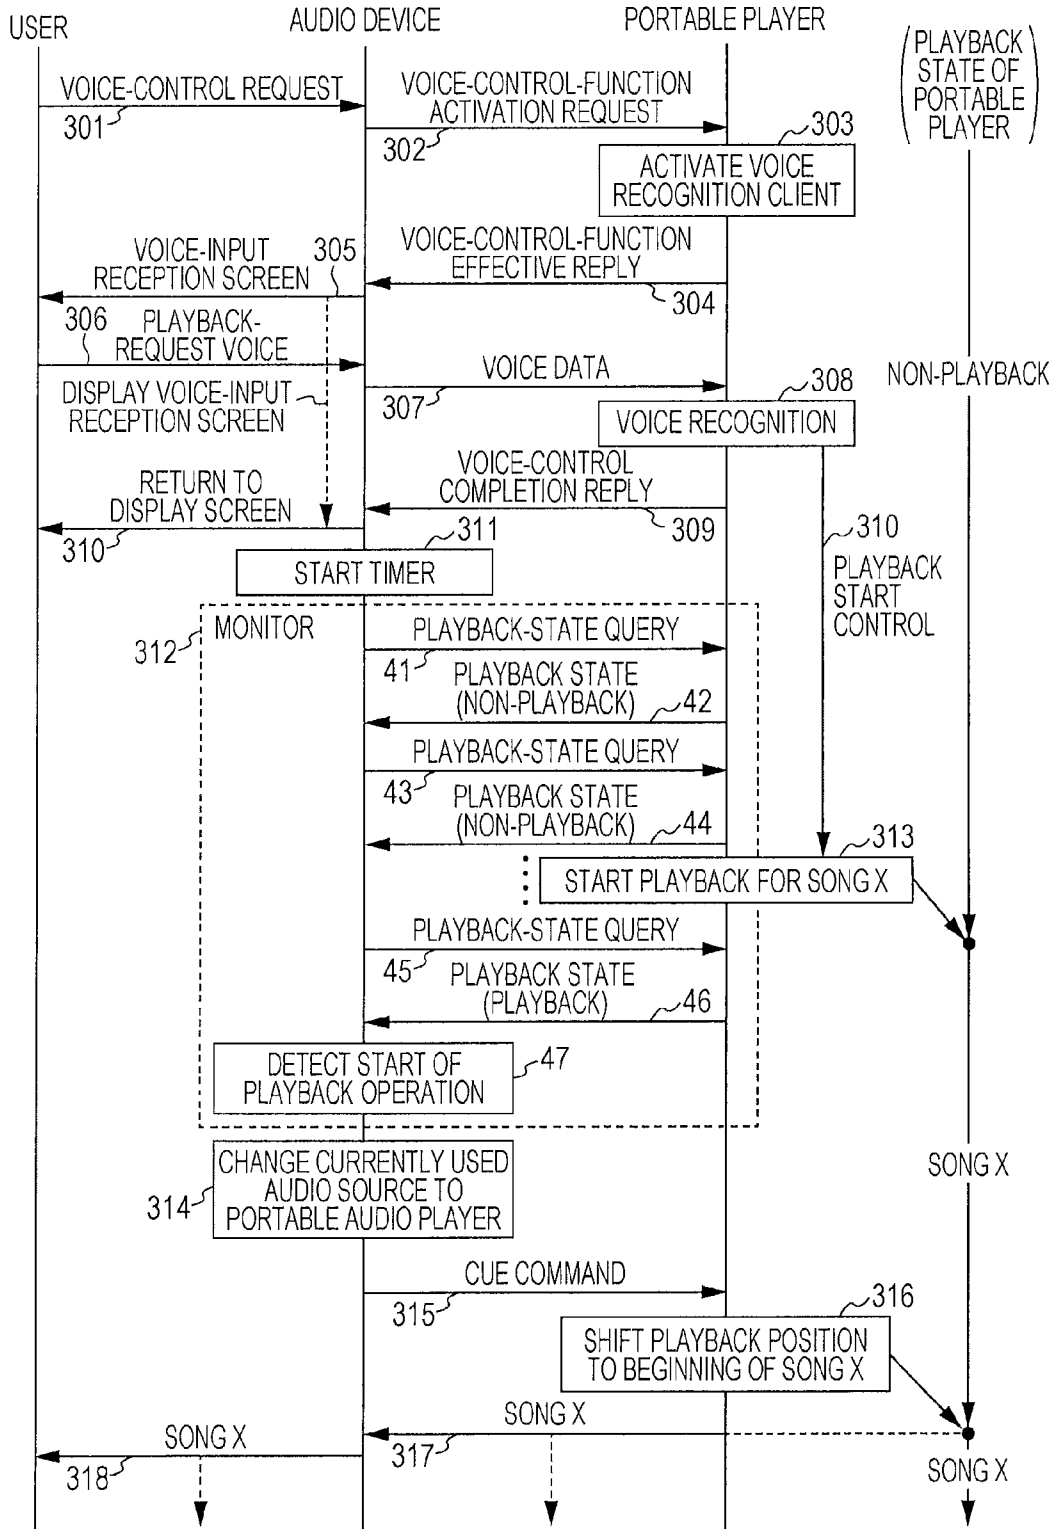 USER
AUDIO DEVICE
PORTABLE PLAYER
(PLAYBACK
STATE OF
PORTABLE
PLAYER)
VOICE-CONTROL REQUEST
301
VOICE-CONTROL-FUNCTION
ACTIVATION REQUEST
302
303
ACTIVATE VOICE
RECOGNITION CLIENT
VOICE-INPUT
RECEPTION SCREEN
305
VOICE-CONTROL-FUNCTION
EFFECTIVE REPLY
304
306
PLAYBACK-
REQUEST VOICE
VOICE DATA
307
308
NON-PLAYBACK
DISPLAY VOICE-INPUT
RECEPTION SCREEN
VOICE RECOGNITION
RETURN TO
DISPLAY SCREEN
310
VOICE-CONTROL
COMPLETION REPLY
309
310
PLAYBACK
START
CONTROL
311
START TIMER
312
MONITOR
PLAYBACK-STATE QUERY
41
PLAYBACK STATE
(NON-PLAYBACK)
42
PLAYBACK-STATE QUERY
43
PLAYBACK STATE
(NON-PLAYBACK)
44
313
START PLAYBACK FOR SONG X
PLAYBACK-STATE QUERY
45
PLAYBACK STATE
(PLAYBACK)
46
DETECT START OF
PLAYBACK OPERATION
47
314
CHANGE CURRENTLY USED
AUDIO SOURCE TO
PORTABLE AUDIO PLAYER
SONG X
CUE COMMAND
315
316
SHIFT PLAYBACK POSITION
TO BEGINNING OF SONG X
SONG X
317
SONG X
318
SONG X